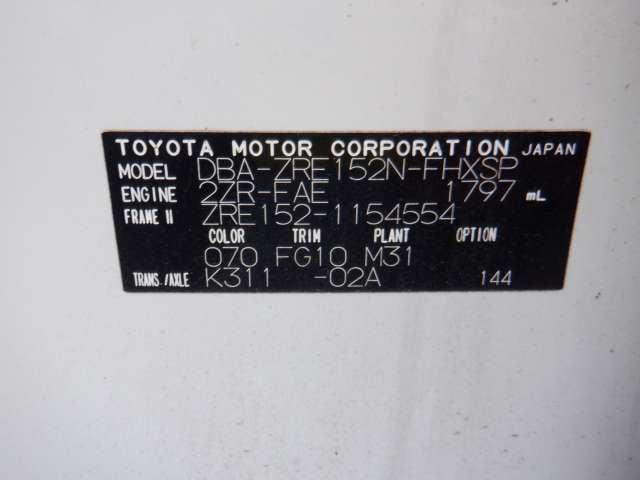 TOYOTA MOTOR CORPORATION JAPAN
MODEL DBA-ZRE152N-FHXSP
ENGINE 2ZR-FAE 1797 mL
FRAME # ZRE152-1154554
COLOR TRIM PLANT OPTION
070 FG10 M31
TRANS./AXLE K311 -02A 144